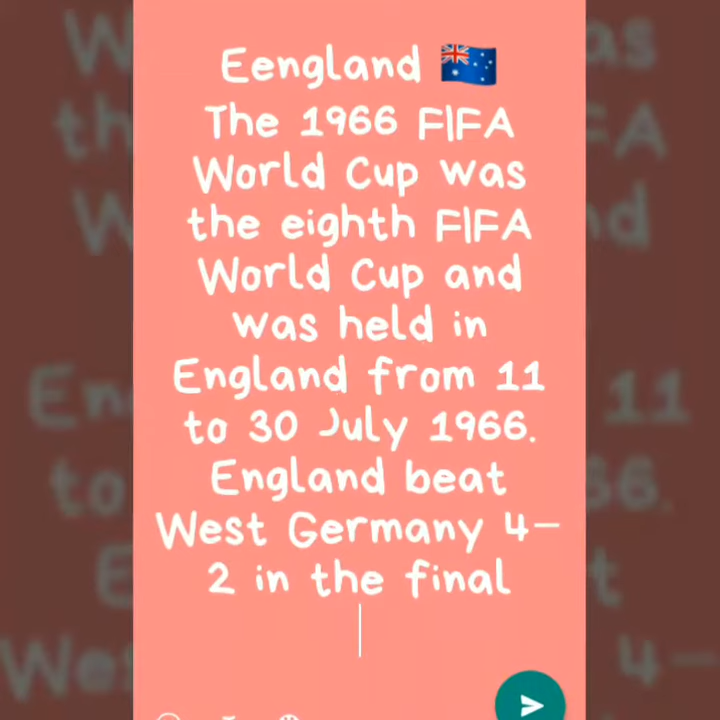 Eengland 🇦🇺
The 1966 FIFA
World Cup was
the eighth FIFA
World Cup and
was held in
England from 11
to 30 July 1966.
England beat
West Germany 4–
2 in the final